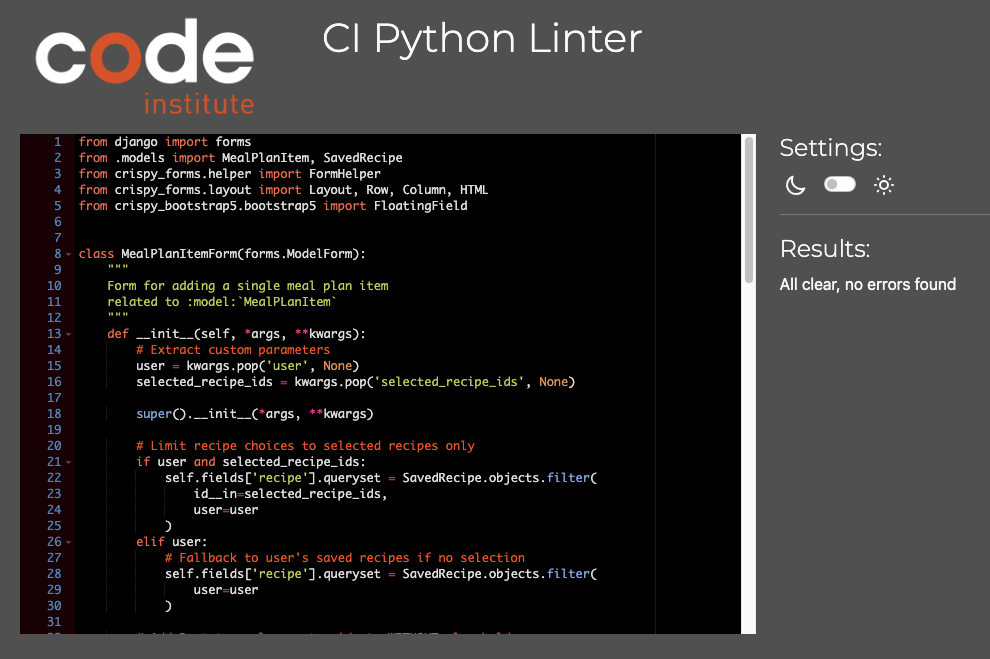 code
institute
CI Python Linter
1 from django import forms
2 from .models import MealPlanItem, SavedRecipe
3 from crispy_forms.helper import FormHelper
4 from crispy_forms.layout import Layout, Row, Column, HTML
5 from crispy_bootstrap5.bootstrap5 import FloatingField
6
7
8 class MealPlanItemForm(forms.ModelForm):
9     """
10     Form for adding a single meal plan item
11     related to :model:`MealPLanItem`
12     """
13     def __init__(self, *args, **kwargs):
14         # Extract custom parameters
15         user = kwargs.pop('user', None)
16         selected_recipe_ids = kwargs.pop('selected_recipe_ids', None)
17
18         super().__init__(*args, **kwargs)
19
20         # Limit recipe choices to selected recipes only
21         if user and selected_recipe_ids:
22             self.fields['recipe'].queryset = SavedRecipe.objects.filter(
23                 id__in=selected_recipe_ids,
24                 user=user
25             )
26         elif user:
27             # Fallback to user's saved recipes if no selection
28             self.fields['recipe'].queryset = SavedRecipe.objects.filter(
29                 user=user
30             )
31
Settings:
Results:
All clear, no errors found